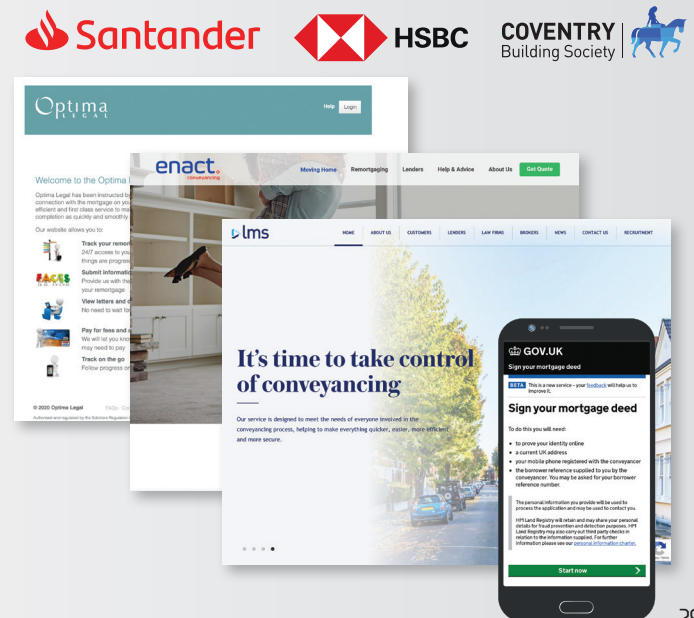 Santander
HSBC
COVENTRY
Building Society
Optima
LEGAL
Help Login
Welcome to the Optima
Optima Legal has been instructed
connection with the mortgage on
efficient and first class service to
completion as quickly and smoothly
Our website allows you to:
Track your
24/7 access to
things are
Submit
Provide us with
your remortgage
View letters and
No need to wait
Pay for fees and
We will let you
may need to pay
Track on the go
Follow progress
© 2020 Optima Legal FAQs
Authorised and regulated by the Solicitors Regulation
enact.
conveyancing
Moving Home Remortgaging Lenders Help & Advice About Us Get Quote
lms
HOME ABOUT US CUSTOMERS LENDERS LAW FIRMS BROKERS NEWS CONTACT US RECRUITMENT
It's time to take control
of conveyancing
Our service is designed to meet the needs of everyone involved in the
conveyancing process, helping to make everything quicker, easier, more efficient
and more secure.
GOV.UK
Sign your mortgage deed
BETA This is a new service – your feedback will help us to
improve it.
Sign your mortgage deed
To do this you will need:
• to prove your identity online
• a current UK address
• your mobile phone registered with the conveyancer
• the borrower reference supplied to you by the
conveyancer. You may be asked for your borrower
reference number.
The personal information you provide will be used to
process the application and may be used to contact you.
HM Land Registry will retain and may share your personal
details for fraud prevention and detection purposes. HM
Land Registry may also carry out third party checks in
relation to the information supplied. For further
information please see our personal information charter.
Start now